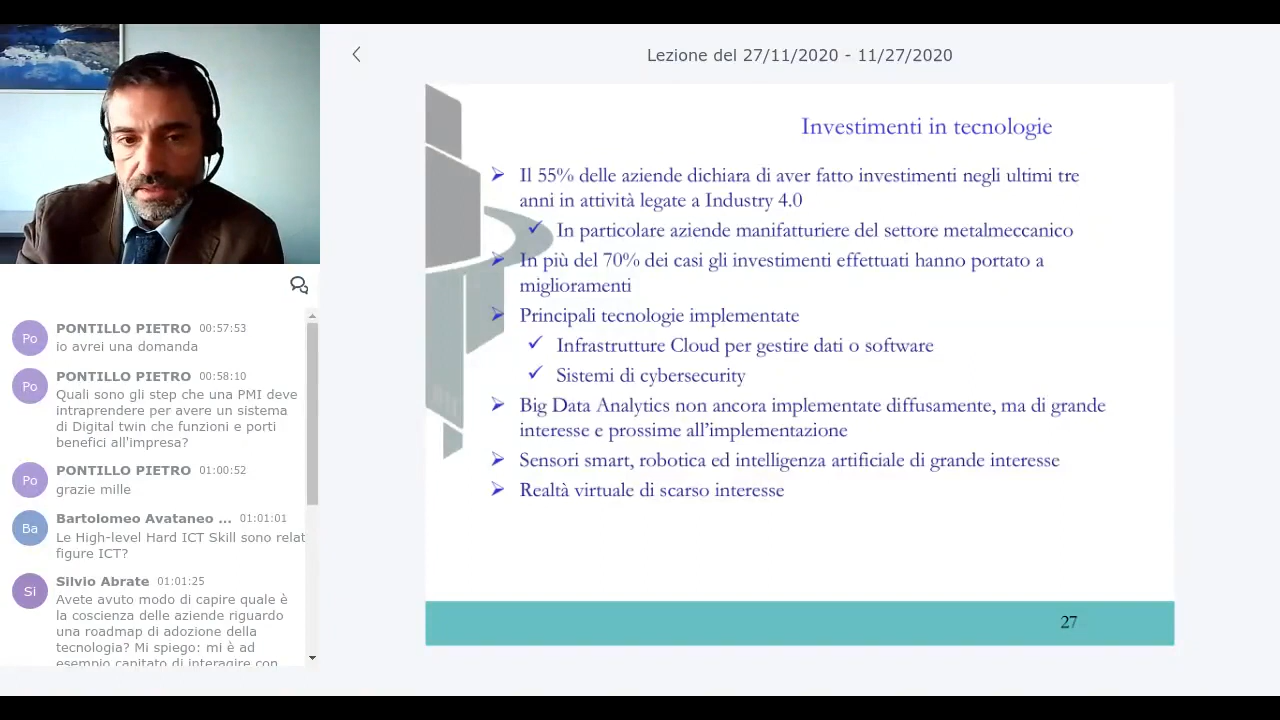 Lezione del 27/11/2020 - 11/27/2020
Investimenti in tecnologie
Il 55% delle aziende dichiara di aver fatto investimenti negli ultimi tre
anni in attività legate a Industry 4.0
In particolare aziende manifatturiere del settore metalmeccanico
In più del 70% dei casi gli investimenti effettuati hanno portato a
miglioramenti
Principali tecnologie implementate
Infrastrutture Cloud per gestire dati o software
Sistemi di cybersecurity
Big Data Analytics non ancora implementate diffusamente, ma di grande
interesse e prossime all'implementazione
Sensori smart, robotica ed intelligenza artificiale di grande interesse
Realtà virtuale di scarso interesse
27
Po
PONTILLO PIETRO 00:57:53
io avrei una domanda
Po
PONTILLO PIETRO 00:58:10
Quali sono gli step che una PMI deve
intraprendere per avere un sistema
di Digital twin che funzioni e porti
benefici all'impresa?
Po
PONTILLO PIETRO 01:00:52
grazie mille
Ba
Bartolomeo Avataneo ... 01:01:01
Le High-level Hard ICT Skill sono relat
figure ICT?
Si
Silvio Abrate 01:01:25
Avete avuto modo di capire quale è
la coscienza delle aziende riguardo
una roadmap di adozione della
tecnologia? Mi spiego: mi è ad
esempio capitato di interagire con